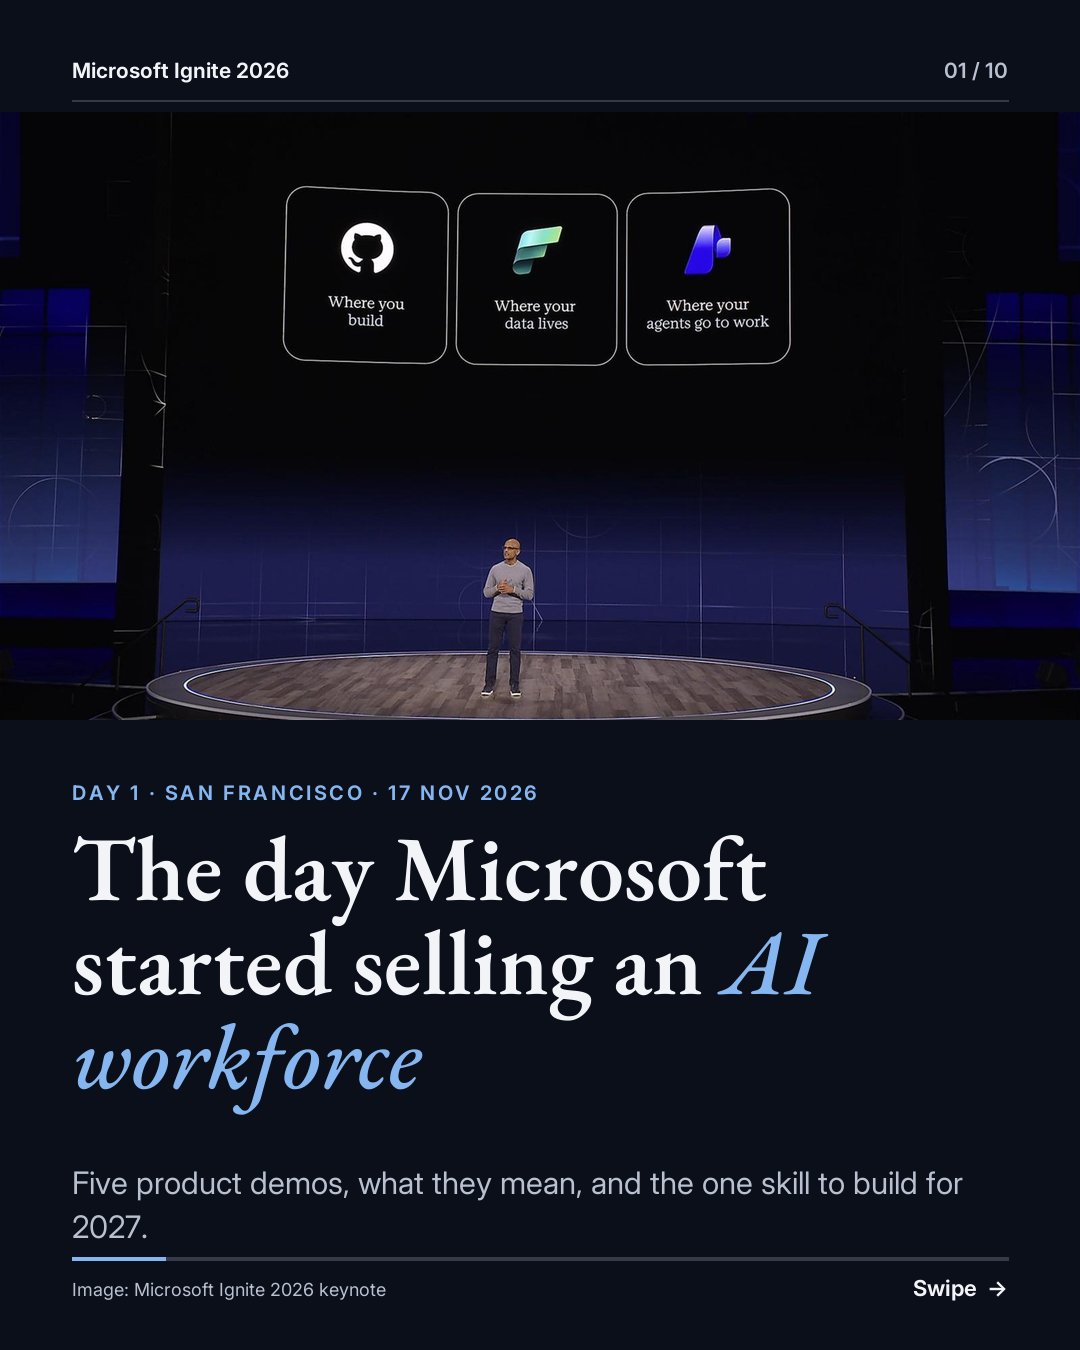 Microsoft Ignite 2026
01 / 10
Where you
build
Where your
data lives
Where your
agents go to work
DAY 1 · SAN FRANCISCO · 17 NOV 2026
The day Microsoft
started selling an AI
workforce
Five product demos, what they mean, and the one skill to build for
2027.
Image: Microsoft Ignite 2026 keynote
Swipe →